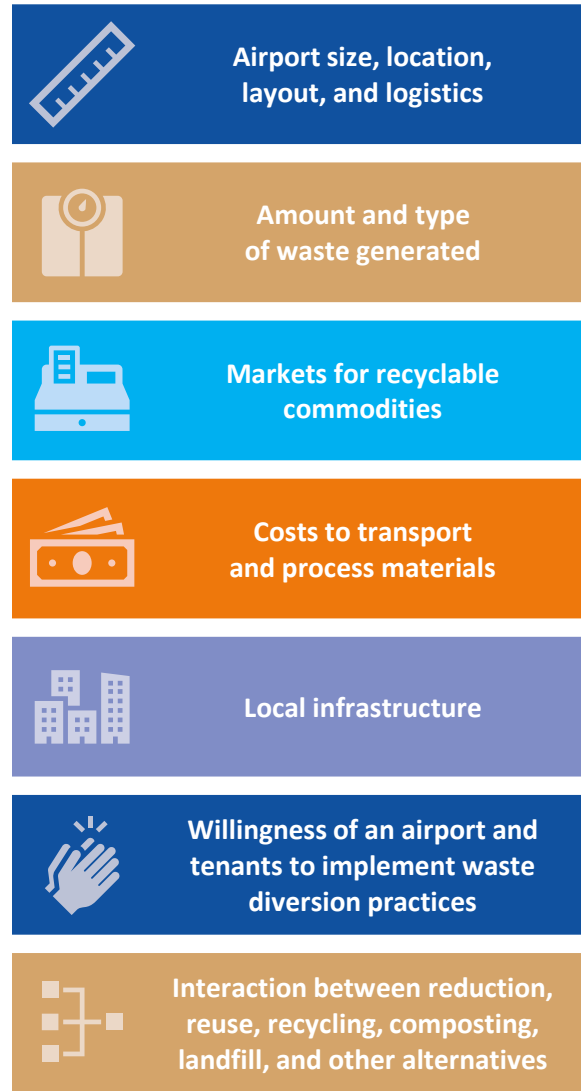 Airport size, location,
layout, and logistics
Amount and type
of waste generated
Markets for recyclable
commodities
Costs to transport
and process materials
Local infrastructure
Willingness of an airport and
tenants to implement waste
diversion practices
Interaction between reduction,
reuse, recycling, composting,
landfill, and other alternatives